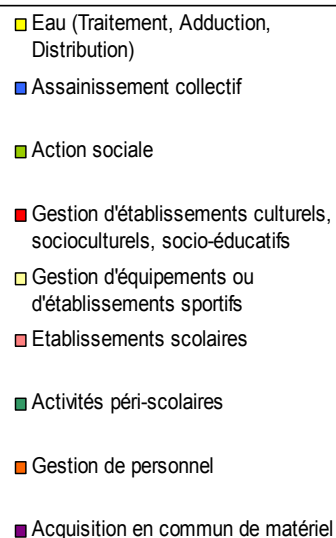 Eau (Traitement, Adduction,
Distribution)
Assainissement collectif
Action sociale
Gestion d'établissements culturels,
socioculturels, socio-éducatifs
Gestion d'équipements ou
d'établissements sportifs
Etablissements scolaires
Activités péri-scolaires
Gestion de personnel
Acquisition en commun de matériel